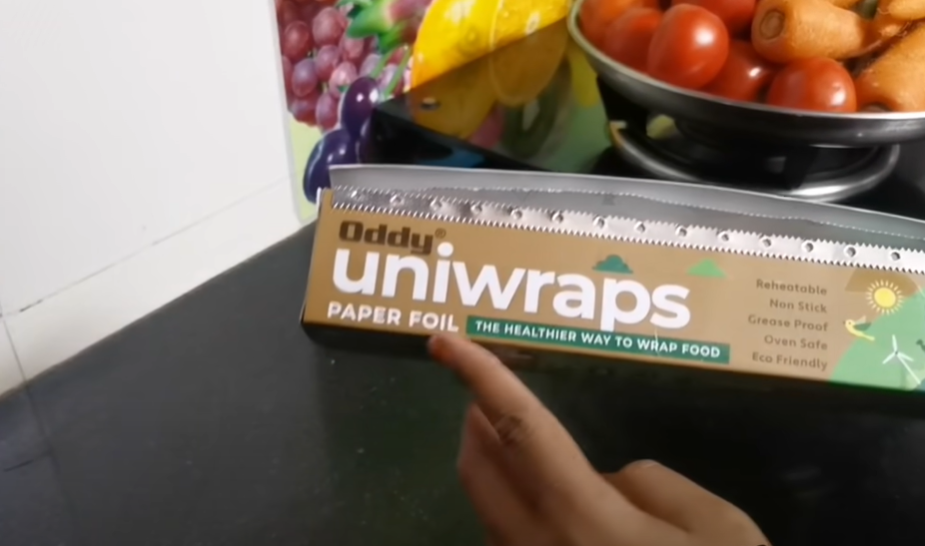 Oddy®
uniwraps
PAPER FOIL
THE HEALTHIER WAY TO WRAP FOOD
Reheatable
Non Stick
Grease Proof
Oven Safe
Eco Friendly